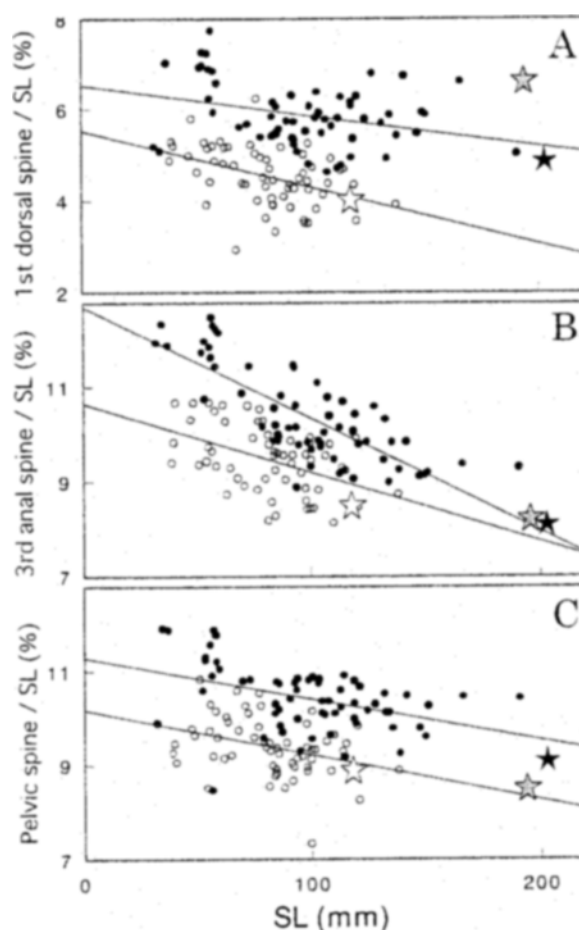 8
A
6
4
2
1st dorsal spine / SL (%)
B
11
9
7
3rd anal spine / SL (%)
C
11
9
7
Pelvic spine / SL (%)
0
100
200
SL (mm)